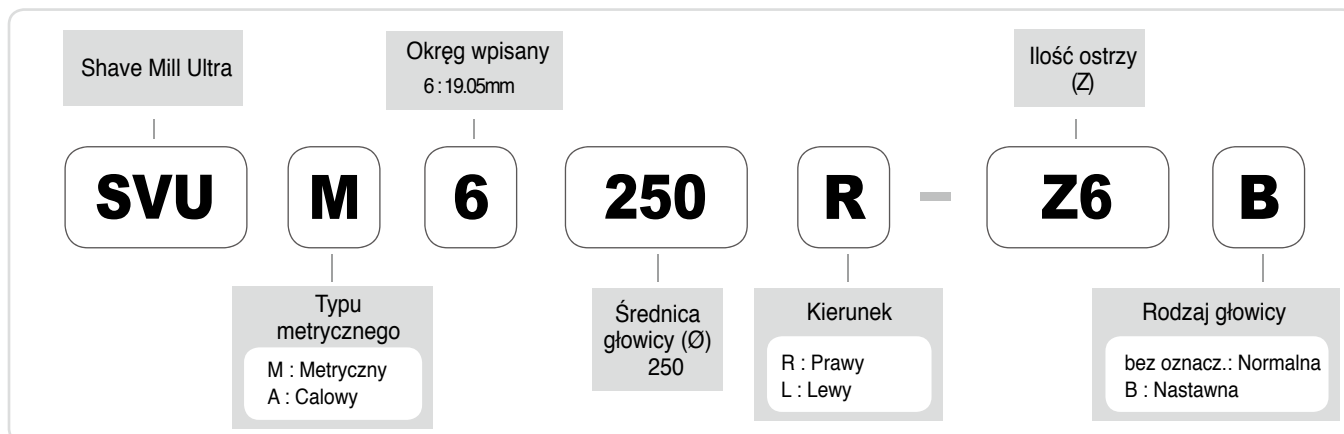 Shave Mill Ultra
Okręg wpisany
6 : 19.05mm
Ilość ostrzy
(Z)
SVU M 6 250 R - Z6 B
Typu
metrycznego
M : Metryczny
A : Calowy
Średnica
głowicy (Ø)
250
Kierunek
R : Prawy
L : Lewy
Rodzaj głowicy
bez oznacz.: Normalna
B : Nastawna